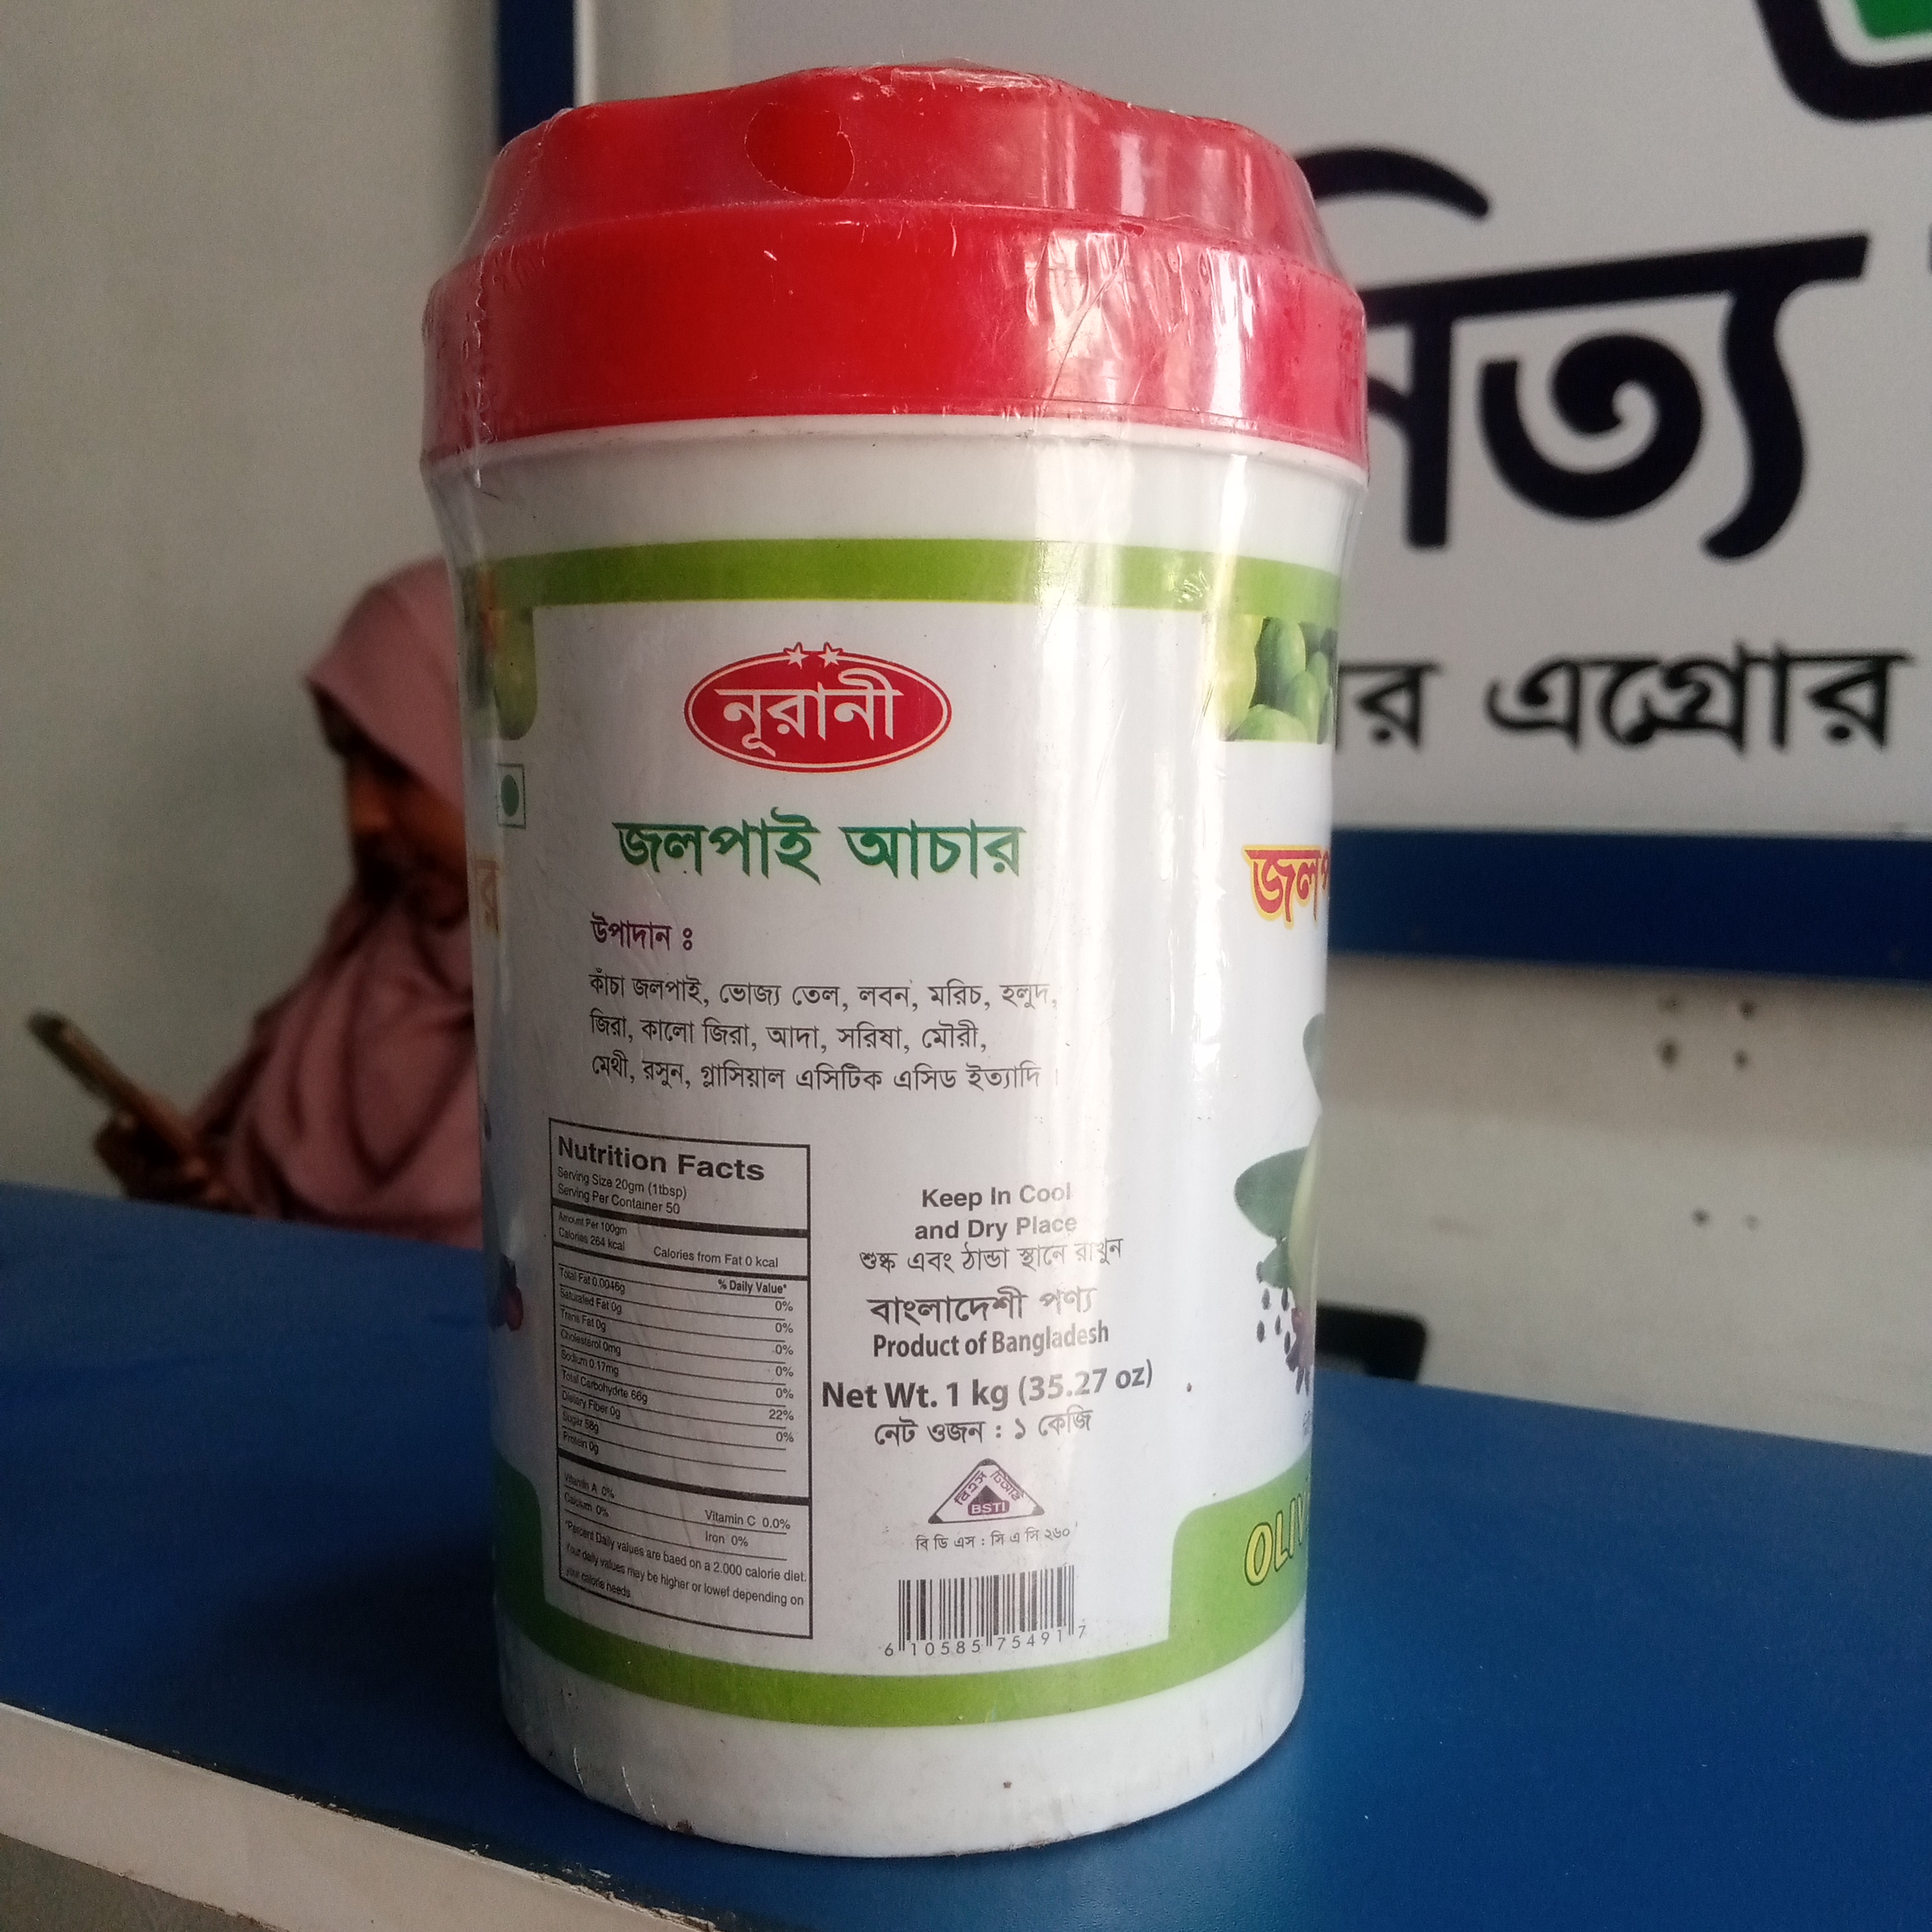 নিত্য
র এগ্রোর
নূরানী
জলপাই আচার
উপাদান ঃ
কাঁচা জলপাই, ভোজ্য তেল, লবন, মরিচ, হলুদ,
জিরা, কালো জিরা, আদা, সরিষা, মৌরী,
মেথী, রসুন, গ্লাসিয়াল এসিটিক এসিড ইত্যাদি।
Nutrition Facts
Serving Size 20gm (1tbsp)
Serving Per Container 50
Amount Per 100gm
Calories 264 kcal Calories from Fat 0 kcal
% Daily Value*
Total Fat 0.0046g 0%
Saturated Fat 0g 0%
Trans Fat 0g 0%
Cholesterol 0mg 0%
Sodium 0.17mg 0%
Total Carbohydrte 66g 22%
Dietary Fiber 0g 0%
Sugar 58g
Protein 0g
Vitamin A 0% Vitamin C 0.0%
Calcium 0% Iron 0%
*Percent Daily values are baed on a 2.000 calorie diet.
Your daily values may be higher or lowef depending on
your calorie needs
Keep In Cool
and Dry Place
শুষ্ক এবং ঠান্ডা স্থানে রাখুন
বাংলাদেশী পণ্য
Product of Bangladesh
Net Wt. 1 kg (35.27 oz)
নেট ওজন : ১ কেজি
বিএস টিআই
BSTI
বি ডি এস : সি এ সি ২৬০
6 10585 75491 7
জলপ
OLIV
র